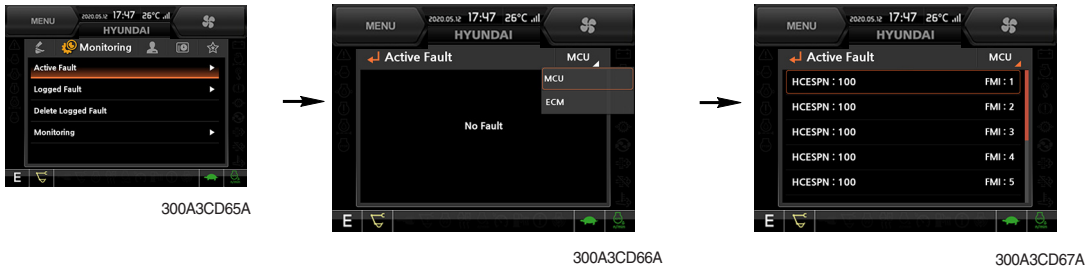 MENU
2020.05.12 17:47 26°C
HYUNDAI
Monitoring
Active Fault
Logged Fault
Delete Logged Fault
Monitoring
E
300A3CD65A
MENU
2020.05.12 17:47 26°C
HYUNDAI
Active Fault MCU
MCU
ECM
No Fault
E
300A3CD66A
MENU
2020.05.12 17:47 26°C
HYUNDAI
Active Fault MCU
HCESPN : 100 FMI : 1
HCESPN : 100 FMI : 2
HCESPN : 100 FMI : 3
HCESPN : 100 FMI : 4
HCESPN : 100 FMI : 5
E
300A3CD67A